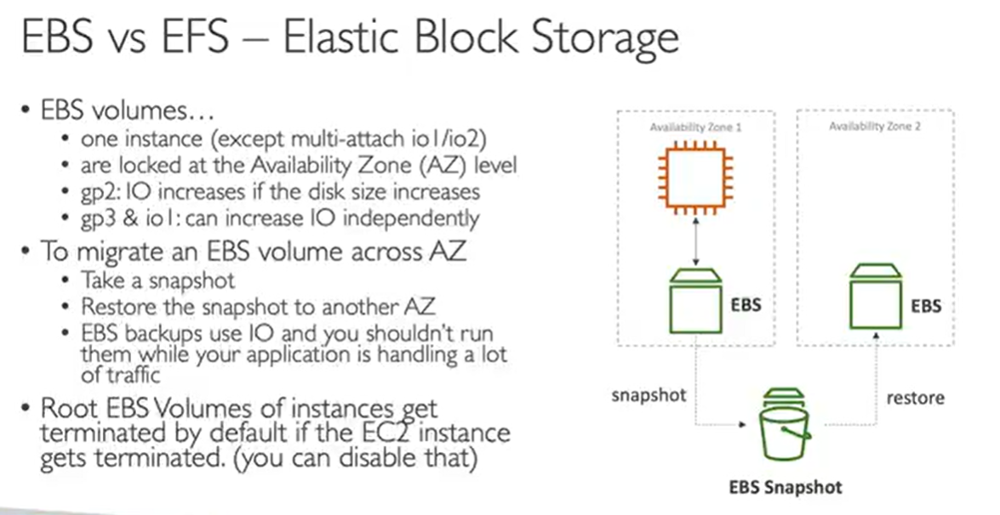 EBS vs EFS – Elastic Block Storage
• EBS volumes…
• one instance (except multi-attach io1/io2)
• are locked at the Availability Zone (AZ) level
• gp2: IO increases if the disk size increases
• gp3 & io1: can increase IO independently
• To migrate an EBS volume across AZ
• Take a snapshot
• Restore the snapshot to another AZ
• EBS backups use IO and you shouldn't run
them while your application is handling a lot
of traffic
• Root EBS Volumes of instances get
terminated by default if the EC2 instance
gets terminated. (you can disable that)
Availability Zone 1
Availability Zone 2
EBS
EBS
snapshot
restore
EBS Snapshot